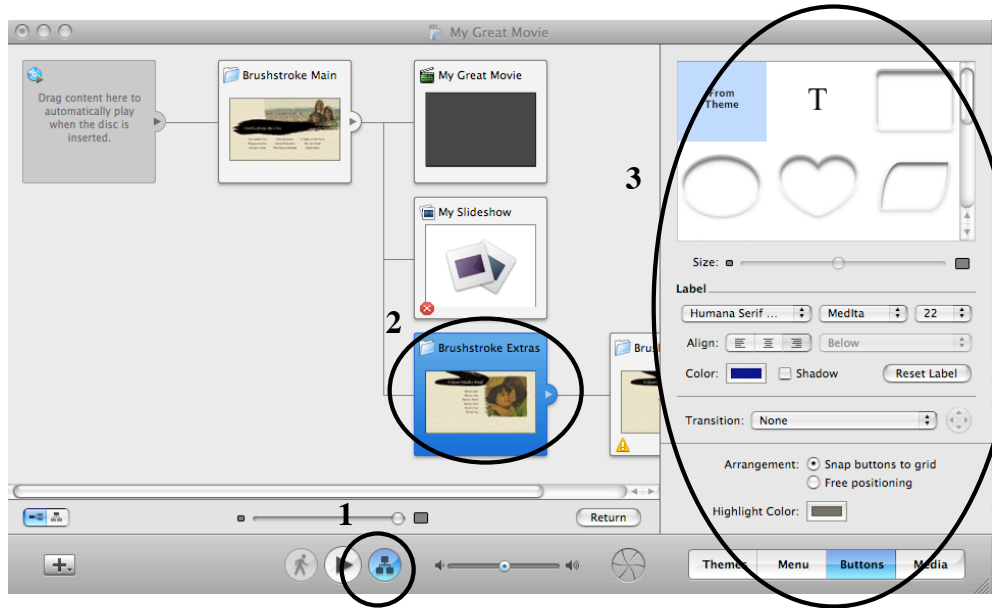 My Great Movie
Drag content here to
automatically play
when the disc is
inserted.
Brushstroke Main
My Great Movie
My Slideshow
2
Brushstroke Extras
Brus
3
From
Theme
T
Size:
Label
Humana Serif ...
MedIta
22
Align:
Below
Color:
Shadow
Reset Label
Transition:
None
Arrangement:
Snap buttons to grid
Free positioning
Highlight Color:
1
Return
Themes
Menu
Buttons
Media